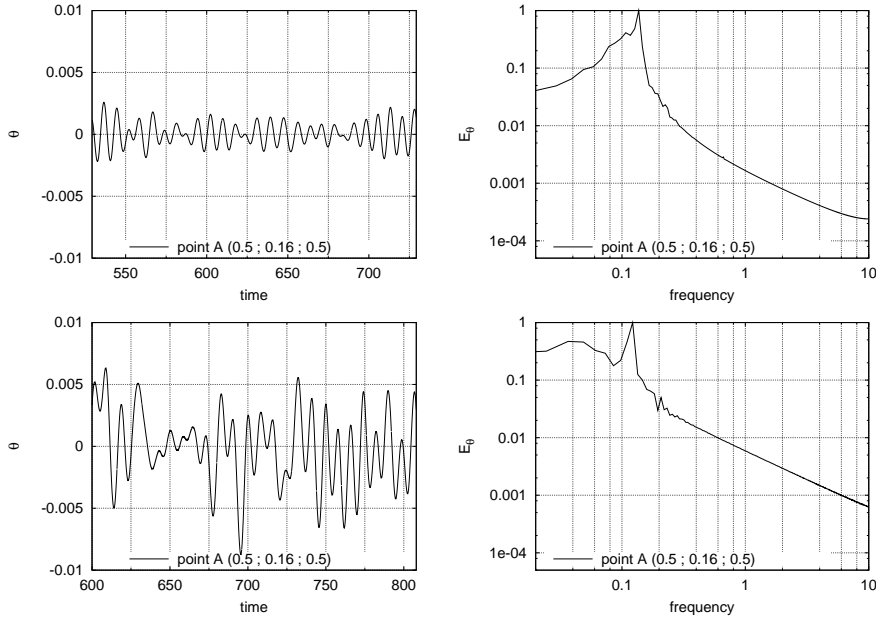 0.01
0.005
0
-0.005
-0.01
θ
point A (0.5 ; 0.16 ; 0.5)
550 600 650 700
time
1
0.1
0.01
0.001
1e-04
E_θ
point A (0.5 ; 0.16 ; 0.5)
0.1 1 10
frequency
0.01
0.005
0
-0.005
-0.01
θ
point A (0.5 ; 0.16 ; 0.5)
600 650 700 750 800
time
1
0.1
0.01
0.001
1e-04
E_θ
point A (0.5 ; 0.16 ; 0.5)
0.1 1 10
frequency